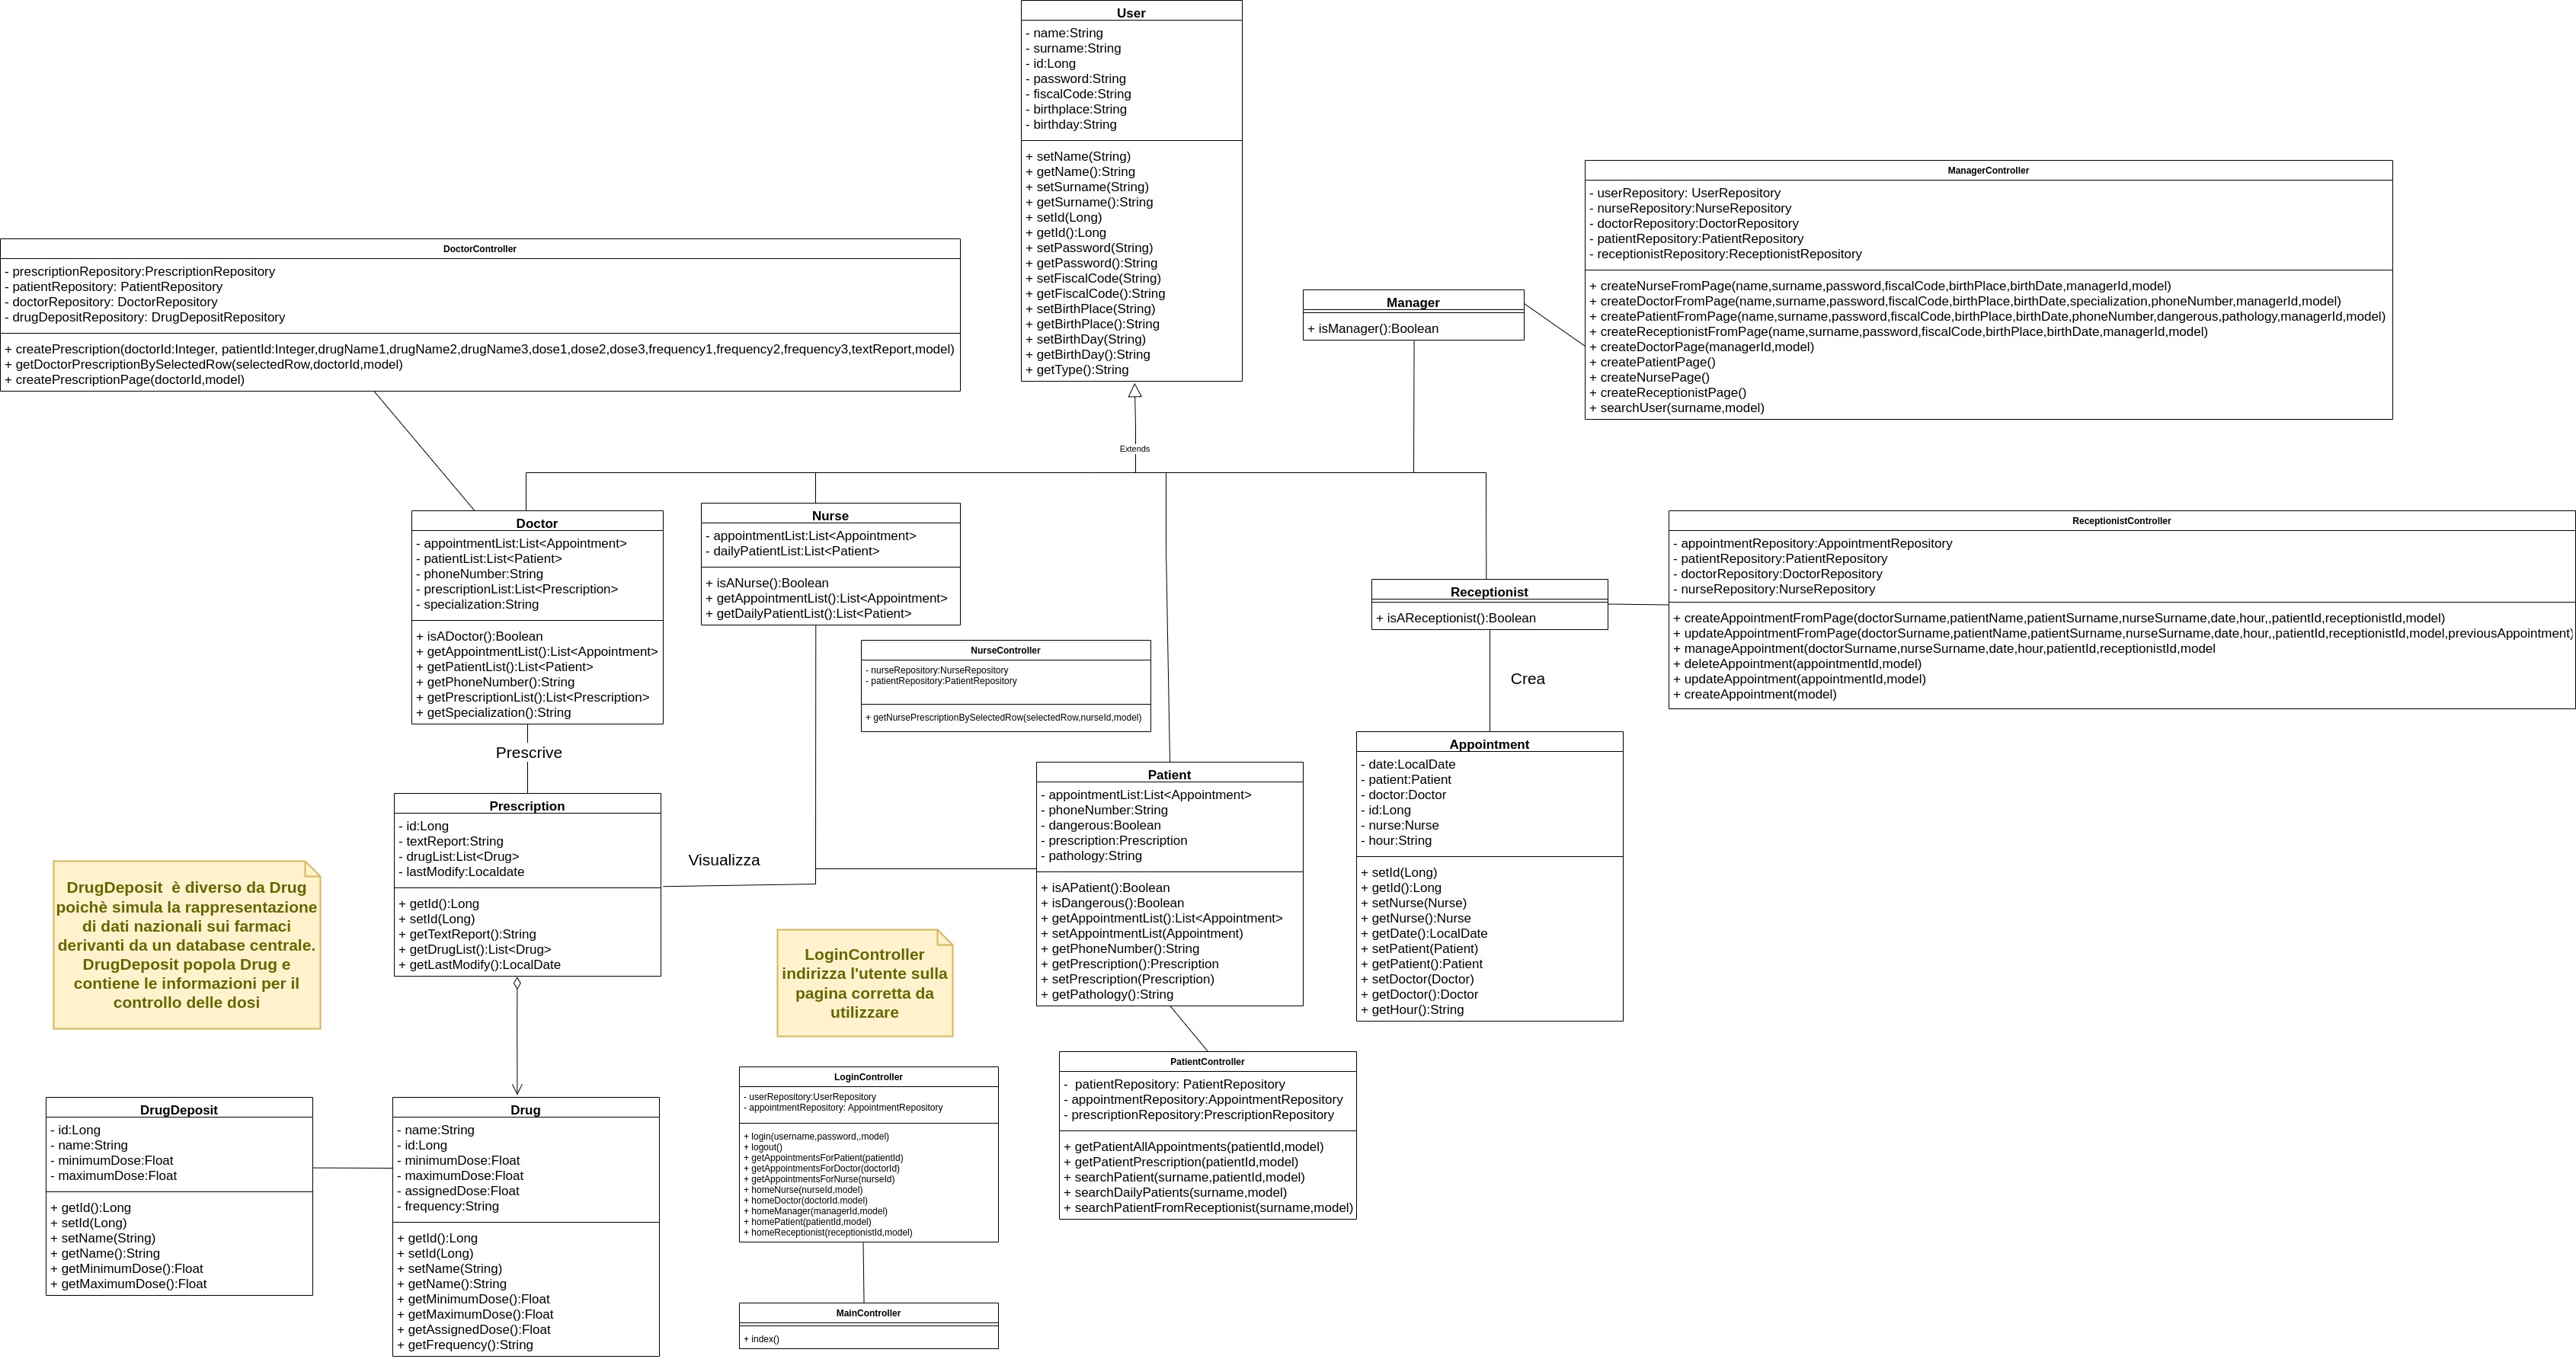 User
- name:String
- surname:String
- id:Long
- password:String
- fiscalCode:String
- birthplace:String
- birthday:String
+ setName(String)
+ getName():String
+ setSurname(String)
+ getSurname():String
+ setId(Long)
+ getId():Long
+ setPassword(String)
+ getPassword():String
+ setFiscalCode(String)
+ getFiscalCode():String
+ setBirthPlace(String)
+ getBirthPlace():String
+ setBirthDay(String)
+ getBirthDay():String
+ getType():String
ManagerController
- userRepository: UserRepository
- nurseRepository:NurseRepository
- doctorRepository:DoctorRepository
- patientRepository:PatientRepository
- receptionistRepository:ReceptionistRepository
+ createNurseFromPage(name,surname,password,fiscalCode,birthPlace,birthDate,managerId,model)
+ createDoctorFromPage(name,surname,password,fiscalCode,birthPlace,birthDate,specialization,phoneNumber,managerId,model)
+ createPatientFromPage(name,surname,password,fiscalCode,birthPlace,birthDate,phoneNumber,dangerous,pathology,managerId,model)
+ createReceptionistFromPage(name,surname,password,fiscalCode,birthPlace,birthDate,managerId,model)
+ createDoctorPage(managerId,model)
+ createPatientPage()
+ createNursePage()
+ createReceptionistPage()
+ searchUser(surname,model)
DoctorController
- prescriptionRepository:PrescriptionRepository
- patientRepository: PatientRepository
- doctorRepository: DoctorRepository
- drugDepositRepository: DrugDepositRepository
+ createPrescription(doctorId:Integer, patientId:Integer,drugName1,drugName2,drugName3,dose1,dose2,dose3,frequency1,frequency2,frequency3,textReport,model)
+ getDoctorPrescriptionBySelectedRow(selectedRow,doctorId,model)
+ createPrescriptionPage(doctorId,model)
Manager
+ isManager():Boolean
Extends
Doctor
- appointmentList:List<Appointment>
- patientList:List<Patient>
- phoneNumber:String
- prescriptionList:List<Prescription>
- specialization:String
+ isADoctor():Boolean
+ getAppointmentList():List<Appointment>
+ getPatientList():List<Patient>
+ getPhoneNumber():String
+ getPrescriptionList():List<Prescription>
+ getSpecialization():String
Nurse
- appointmentList:List<Appointment>
- dailyPatientList:List<Patient>
+ isANurse():Boolean
+ getAppointmentList():List<Appointment>
+ getDailyPatientList():List<Patient>
Receptionist
+ isAReceptionist():Boolean
ReceptionistController
- appointmentRepository:AppointmentRepository
- patientRepository:PatientRepository
- doctorRepository:DoctorRepository
- nurseRepository:NurseRepository
+ createAppointmentFromPage(doctorSurname,patientName,patientSurname,nurseSurname,date,hour,,patientId,receptionistId,model)
+ updateAppointmentFromPage(doctorSurname,patientName,patientSurname,nurseSurname,date,hour,,patientId,receptionistId,model,previousAppointment)
+ manageAppointment(doctorSurname,nurseSurname,date,hour,patientId,receptionistId,model
+ deleteAppointment(appointmentId,model)
+ updateAppointment(appointmentId,model)
+ createAppointment(model)
NurseController
- nurseRepository:NurseRepository
- patientRepository:PatientRepository
+ getNursePrescriptionBySelectedRow(selectedRow,nurseId,model)
Crea
Prescrive
Prescription
- id:Long
- textReport:String
- drugList:List<Drug>
- lastModify:Localdate
+ getId():Long
+ setId(Long)
+ getTextReport():String
+ getDrugList():List<Drug>
+ getLastModify():LocalDate
Visualizza
Patient
- appointmentList:List<Appointment>
- phoneNumber:String
- dangerous:Boolean
- prescription:Prescription
- pathology:String
+ isAPatient():Boolean
+ isDangerous():Boolean
+ getAppointmentList():List<Appointment>
+ setAppointmentList(Appointment)
+ getPhoneNumber():String
+ getPrescription():Prescription
+ setPrescription(Prescription)
+ getPathology():String
Appointment
- date:LocalDate
- patient:Patient
- doctor:Doctor
- id:Long
- nurse:Nurse
- hour:String
+ setId(Long)
+ getId():Long
+ setNurse(Nurse)
+ getNurse():Nurse
+ getDate():LocalDate
+ setPatient(Patient)
+ getPatient():Patient
+ setDoctor(Doctor)
+ getDoctor():Doctor
+ getHour():String
DrugDeposit è diverso da Drug
poichè simula la rappresentazione
di dati nazionali sui farmaci
derivanti da un database centrale.
DrugDeposit popola Drug e
contiene le informazioni per il
controllo delle dosi
LoginController
indirizza l'utente sulla
pagina corretta da
utilizzare
DrugDeposit
- id:Long
- name:String
- minimumDose:Float
- maximumDose:Float
+ getId():Long
+ setId(Long)
+ setName(String)
+ getName():String
+ getMinimumDose():Float
+ getMaximumDose():Float
Drug
- name:String
- id:Long
- minimumDose:Float
- maximumDose:Float
- assignedDose:Float
- frequency:String
+ getId():Long
+ setId(Long)
+ setName(String)
+ getName():String
+ getMinimumDose():Float
+ getMaximumDose():Float
+ getAssignedDose():Float
+ getFrequency():String
LoginController
- userRepository:UserRepository
- appointmentRepository: AppointmentRepository
+ login(username,password,,model)
+ logout()
+ getAppointmentsForPatient(patientId)
+ getAppointmentsForDoctor(doctorId)
+ getAppointmentsForNurse(nurseId)
+ homeNurse(nurseId,model)
+ homeDoctor(doctorId.model)
+ homeManager(managerId,model)
+ homePatient(patientId,model)
+ homeReceptionist(receptionistId,model)
MainController
+ index()
PatientController
- patientRepository: PatientRepository
- appointmentRepository:AppointmentRepository
- prescriptionRepository:PrescriptionRepository
+ getPatientAllAppointments(patientId,model)
+ getPatientPrescription(patientId,model)
+ searchPatient(surname,patientId,model)
+ searchDailyPatients(surname,model)
+ searchPatientFromReceptionist(surname,model)